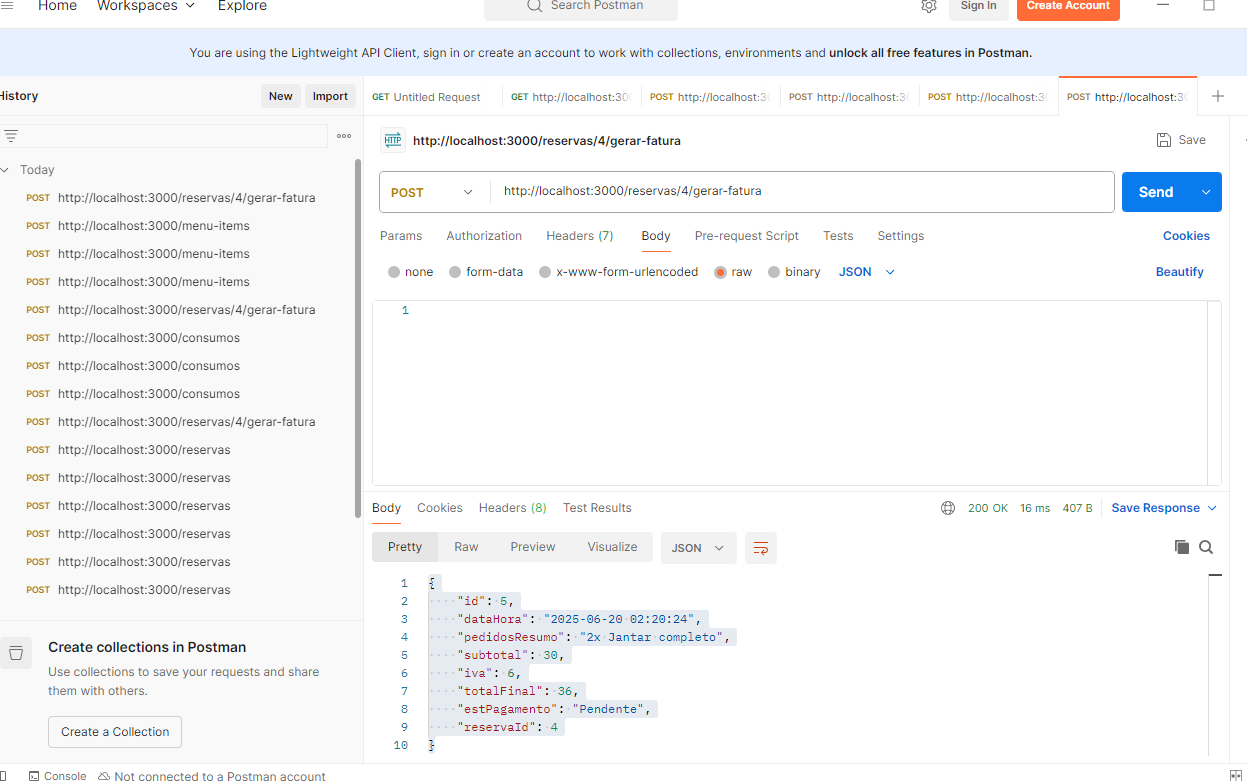 Home Workspaces Explore Search Postman Sign In Create Account
You are using the Lightweight API Client, sign in or create an account to work with collections, environments and unlock all free features in Postman.
History New Import
GET Untitled Request GET http://localhost:30 POST http://localhost:3 POST http://localhost:3 POST http://localhost:3 POST http://localhost:3
http://localhost:3000/reservas/4/gerar-fatura Save
Today
POST http://localhost:3000/reservas/4/gerar-fatura
POST http://localhost:3000/menu-items
POST http://localhost:3000/menu-items
POST http://localhost:3000/menu-items
POST http://localhost:3000/reservas/4/gerar-fatura
POST http://localhost:3000/consumos
POST http://localhost:3000/consumos
POST http://localhost:3000/consumos
POST http://localhost:3000/reservas/4/gerar-fatura
POST http://localhost:3000/reservas
POST http://localhost:3000/reservas
POST http://localhost:3000/reservas
POST http://localhost:3000/reservas
POST http://localhost:3000/reservas
POST http://localhost:3000/reservas
Create collections in Postman
Use collections to save your requests and share
them with others.
Create a Collection
HTTP
POST http://localhost:3000/reservas/4/gerar-fatura Send
Params Authorization Headers (7) Body Pre-request Script Tests Settings Cookies
none form-data x-www-form-urlencoded raw binary JSON Beautify
1
Body Cookies Headers (8) Test Results 200 OK 16 ms 407 B Save Response
Pretty Raw Preview Visualize JSON
1 {
2 "id": 5,
3 "dataHora": "2025-06-20 02:20:24",
4 "pedidosResumo": "2x Jantar completo",
5 "subtotal": 30,
6 "iva": 6,
7 "totalFinal": 36,
8 "estPagamento": "Pendente",
9 "reservaId": 4
10 }
Console Not connected to a Postman account